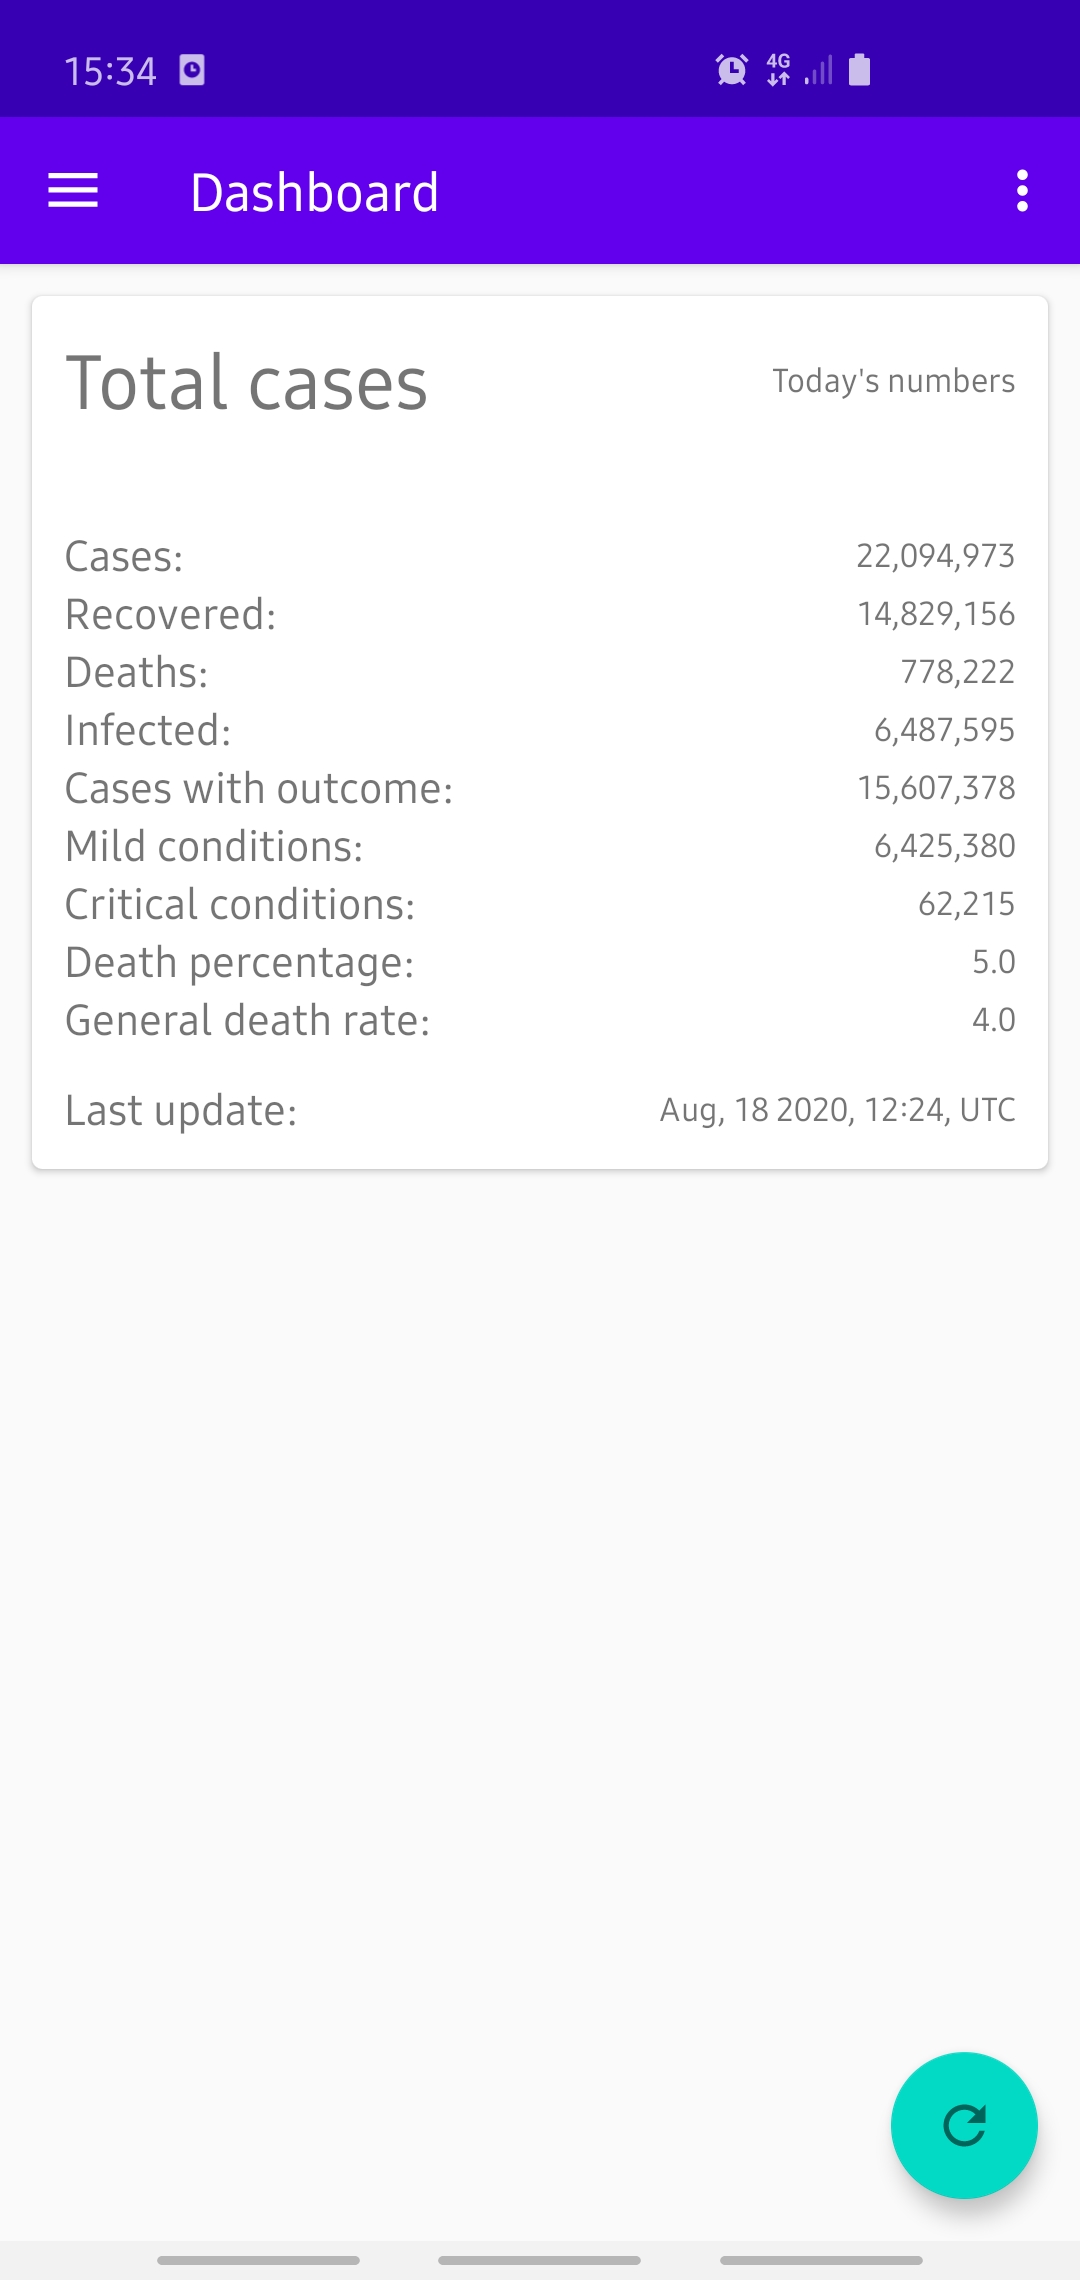 15:34
4G
Dashboard
Total cases
Today's numbers
Cases: 22,094,973
Recovered: 14,829,156
Deaths: 778,222
Infected: 6,487,595
Cases with outcome: 15,607,378
Mild conditions: 6,425,380
Critical conditions: 62,215
Death percentage: 5.0
General death rate: 4.0
Last update: Aug, 18 2020, 12:24, UTC